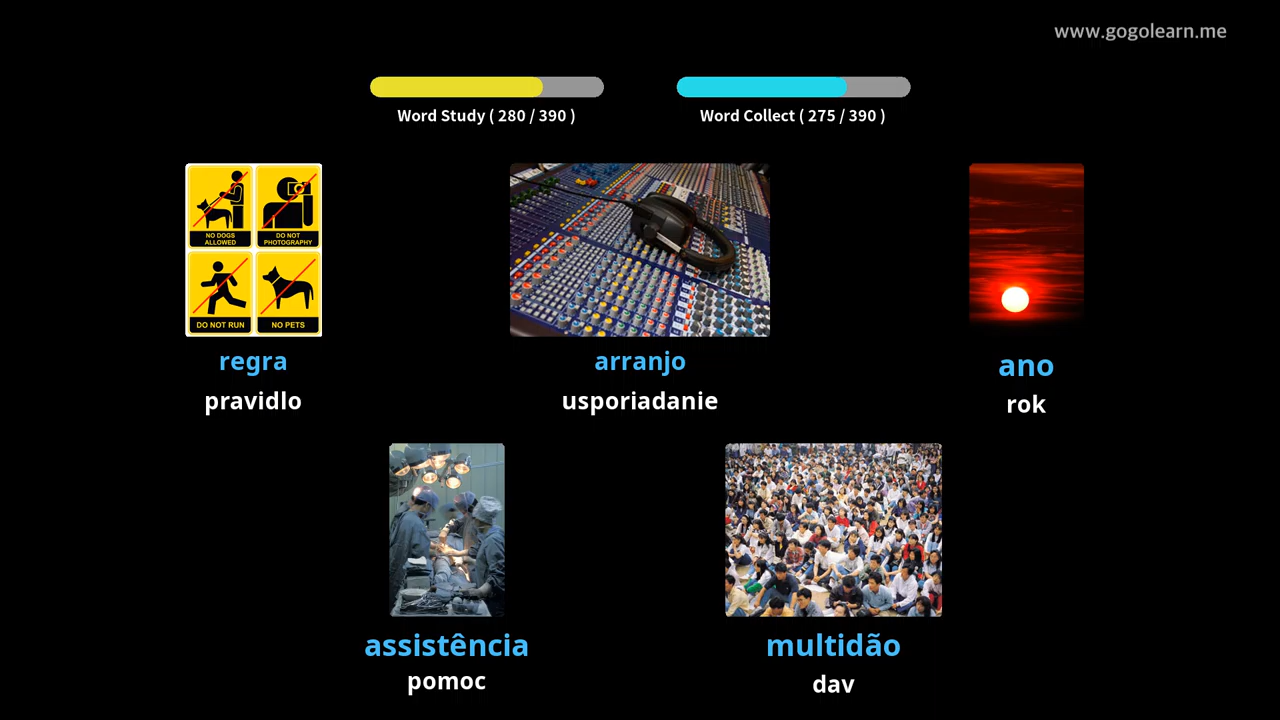 www.gogolearn.me
Word Study ( 280 / 390 )
Word Collect ( 275 / 390 )
NO DOGS
ALLOWED
DO NOT
PHOTOGRAPHY
DO NOT RUN
NO PETS
regra
arranjo
ano
pravidlo
usporiadanie
rok
assistência
multidão
pomoc
dav